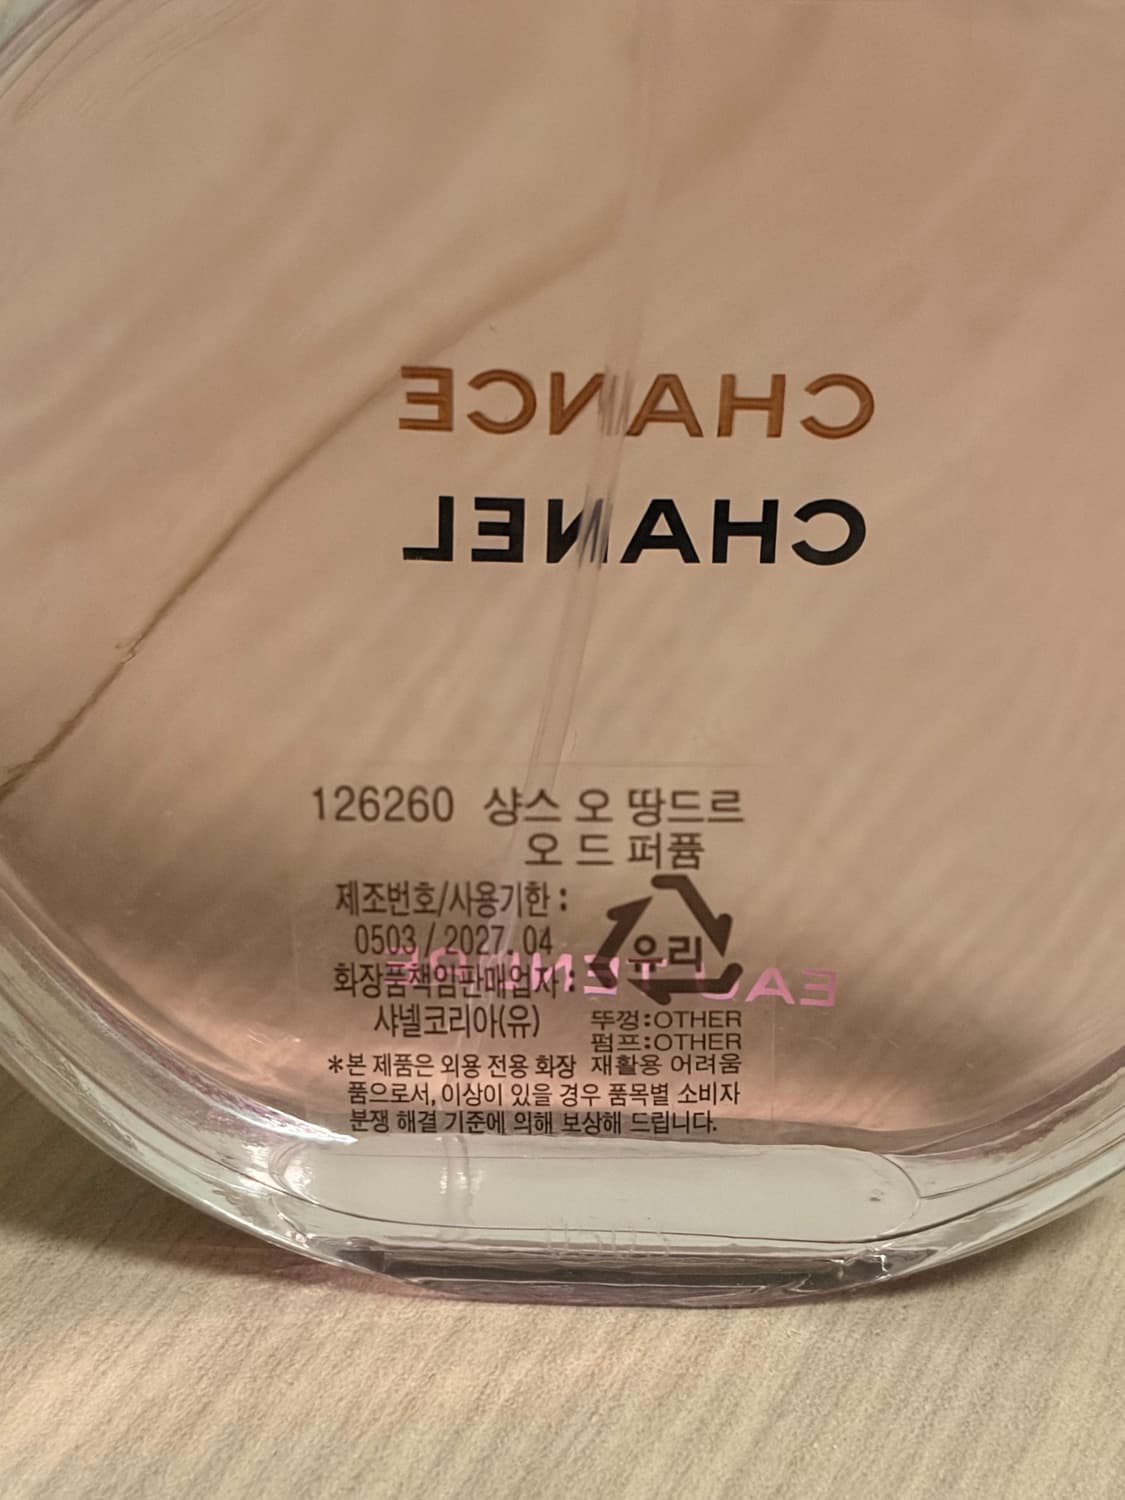 CHANCE
CHANEL
126260 샹스 오 땅드르
오 드 퍼퓸
제조번호/사용기한 :
0503 / 2027. 04
EAU TENDRE
화장품책임판매업자 :
샤넬코리아(유)
유리
뚜껑:OTHER
펌프:OTHER
재활용 어려움
*본 제품은 외용 전용 화장
품으로서, 이상이 있을 경우 품목별 소비자
분쟁 해결 기준에 의해 보상해 드립니다.